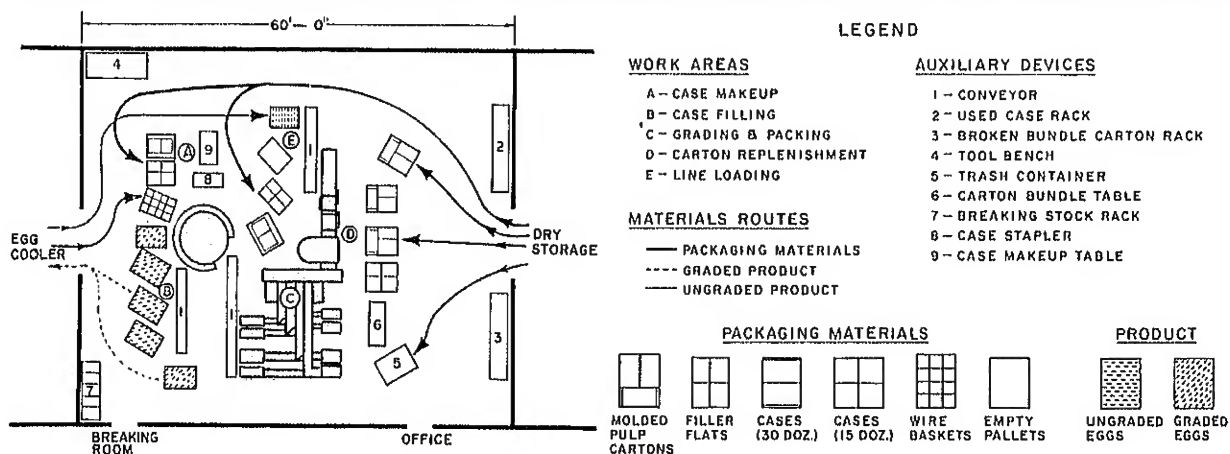 60'- 0"
4
A
9
8
E
1
2
EGG
COOLER
D
DRY
STORAGE
B
1
1
C
6
5
3
7
BREAKING
ROOM
OFFICE
LEGEND
WORK AREAS
A - CASE MAKEUP
B - CASE FILLING
C - GRADING & PACKING
D - CARTON REPLENISHMENT
E - LINE LOADING
MATERIALS ROUTES
PACKAGING MATERIALS
GRADED PRODUCT
UNGRADED PRODUCT
AUXILIARY DEVICES
1 - CONVEYOR
2 - USED CASE RACK
3 - BROKEN BUNDLE CARTON RACK
4 - TOOL BENCH
5 - TRASH CONTAINER
6 - CARTON BUNDLE TABLE
7 - BREAKING STOCK RACK
8 - CASE STAPLER
9 - CASE MAKEUP TABLE
PACKAGING MATERIALS
MOLDED
PULP
CARTONS
FILLER
FLATS
CASES
(30 DOZ.)
CASES
(15 DOZ.)
WIRE
BASKETS
EMPTY
PALLETS
PRODUCT
UNGRADED
EGGS
GRADED
EGGS